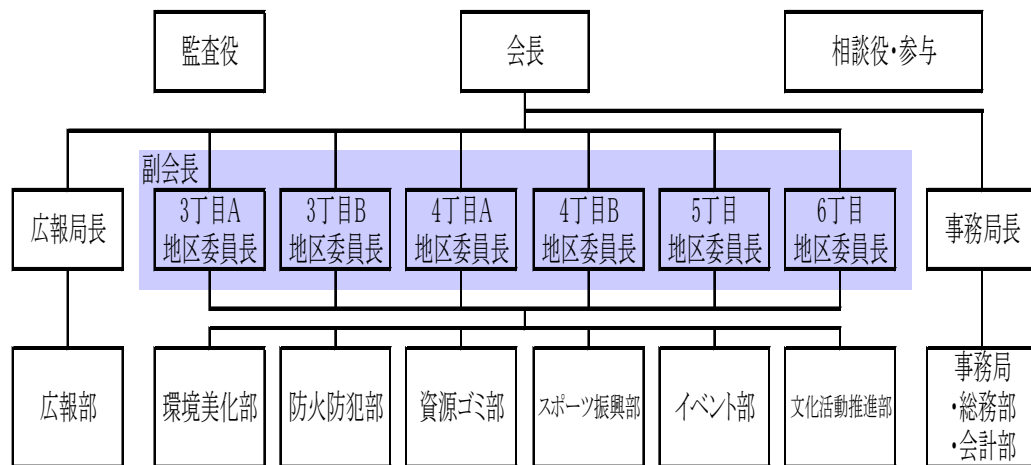 監査役
会長
相談役・参与
副会長
広報局長
3丁目A
地区委員長
3丁目B
地区委員長
4丁目A
地区委員長
4丁目B
地区委員長
5丁目
地区委員長
6丁目
地区委員長
事務局長
広報部
環境美化部
防火防犯部
資源ゴミ部
スポーツ振興部
イベント部
文化活動推進部
事務局
・総務部
・会計部